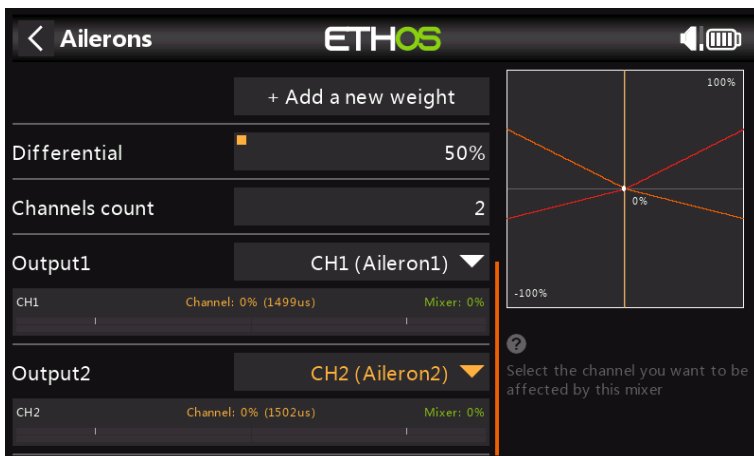 Ailerons
ETHOS
+ Add a new weight
Differential
50%
Channels count
2
Output1
CH1 (Aileron1)
CH1
Channel: 0% (1499us)
Mixer: 0%
Output2
CH2 (Aileron2)
CH2
Channel: 0% (1502us)
Mixer: 0%
100%
0%
-100%
?
Select the channel you want to be
affected by this mixer